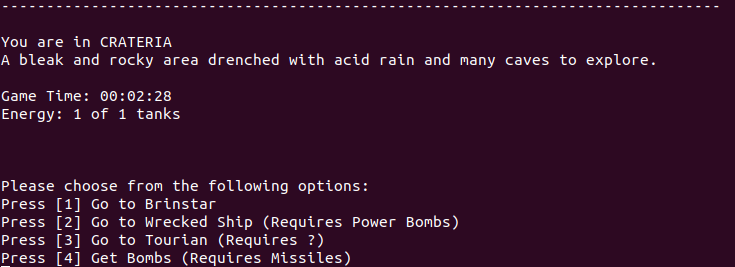 --------------------------------------------------------------------------------
You are in CRATERIA
A bleak and rocky area drenched with acid rain and many caves to explore.
Game Time: 00:02:28
Energy: 1 of 1 tanks
Please choose from the following options:
Press [1] Go to Brinstar
Press [2] Go to Wrecked Ship (Requires Power Bombs)
Press [3] Go to Tourian (Requires ?)
Press [4] Get Bombs (Requires Missiles)